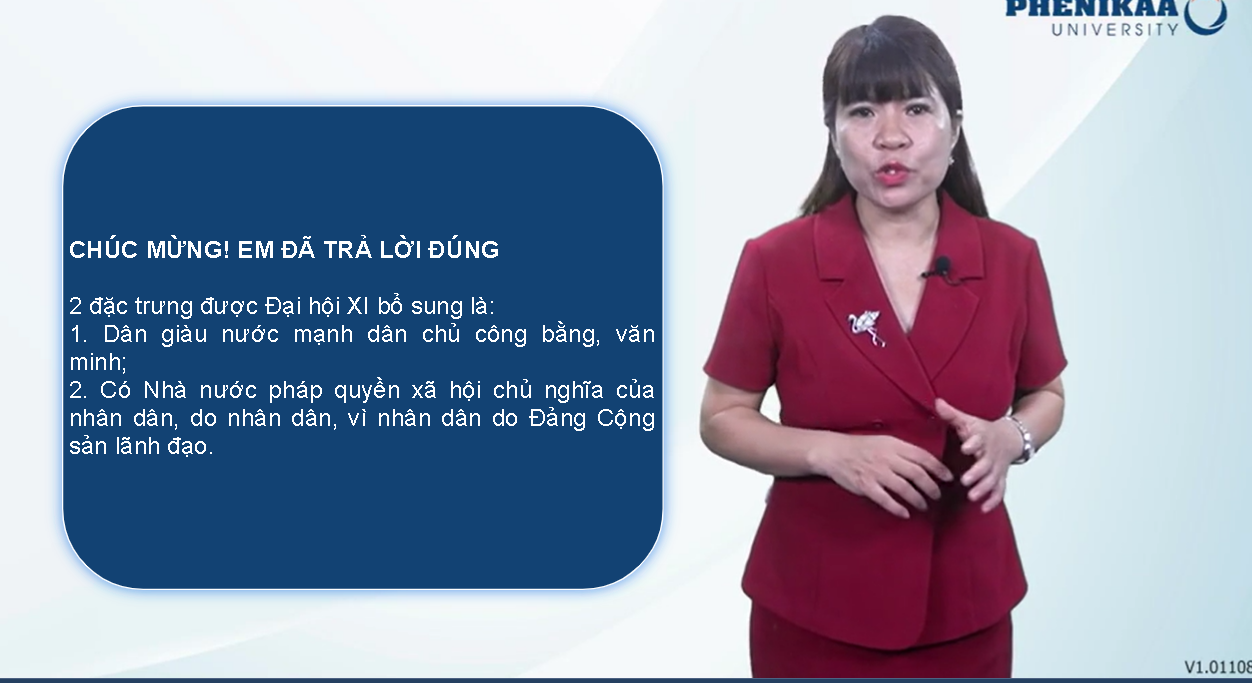 PHENIKAA
UNIVERSITY
CHÚC MỪNG! EM ĐÃ TRẢ LỜI ĐÚNG
2 đặc trưng được Đại hội XI bổ sung là:
1. Dân giàu nước mạnh dân chủ công bằng, văn
minh;
2. Có Nhà nước pháp quyền xã hội chủ nghĩa của
nhân dân, do nhân dân, vì nhân dân do Đảng Cộng
sản lãnh đạo.
V1.01108